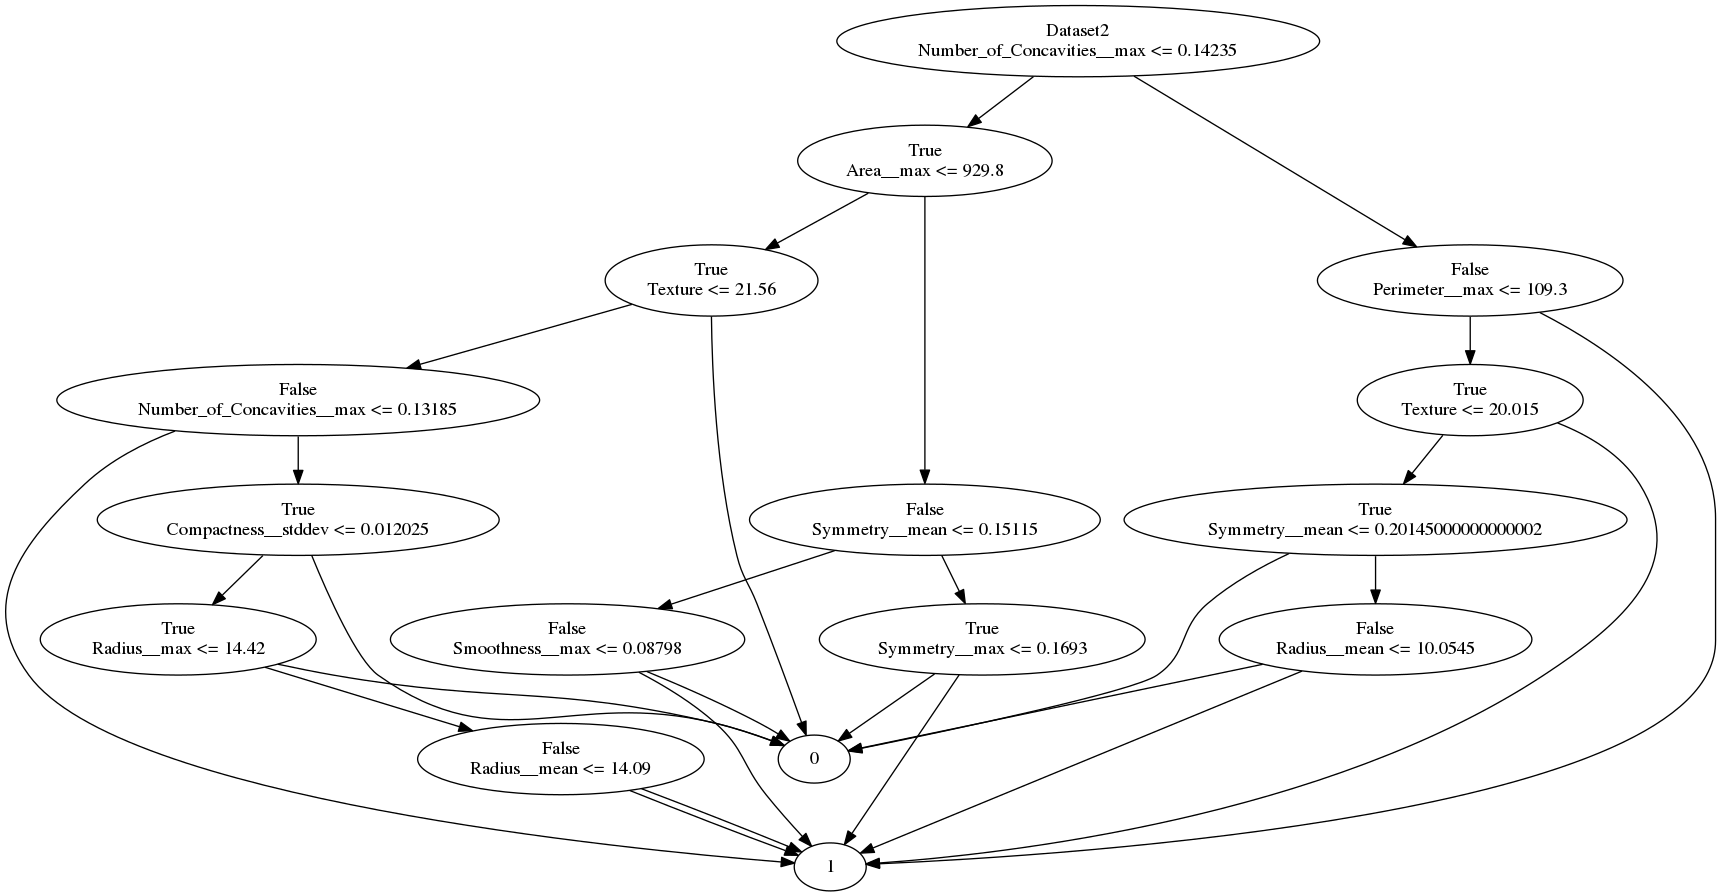 Dataset2
Number_of_Concavities__max <= 0.14235
True
Area__max <= 929.8
True
Texture <= 21.56
False
Perimeter__max <= 109.3
False
Number_of_Concavities__max <= 0.13185
True
Texture <= 20.015
True
Compactness__stddev <= 0.012025
False
Symmetry__mean <= 0.15115
True
Symmetry__mean <= 0.20145000000000002
True
Radius__max <= 14.42
False
Smoothness__max <= 0.08798
True
Symmetry__max <= 0.1693
False
Radius__mean <= 10.0545
False
Radius__mean <= 14.09
0
1